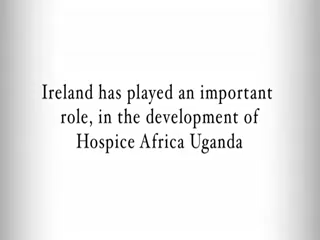 Ireland has played an important
role, in the development of
Hospice Africa Uganda